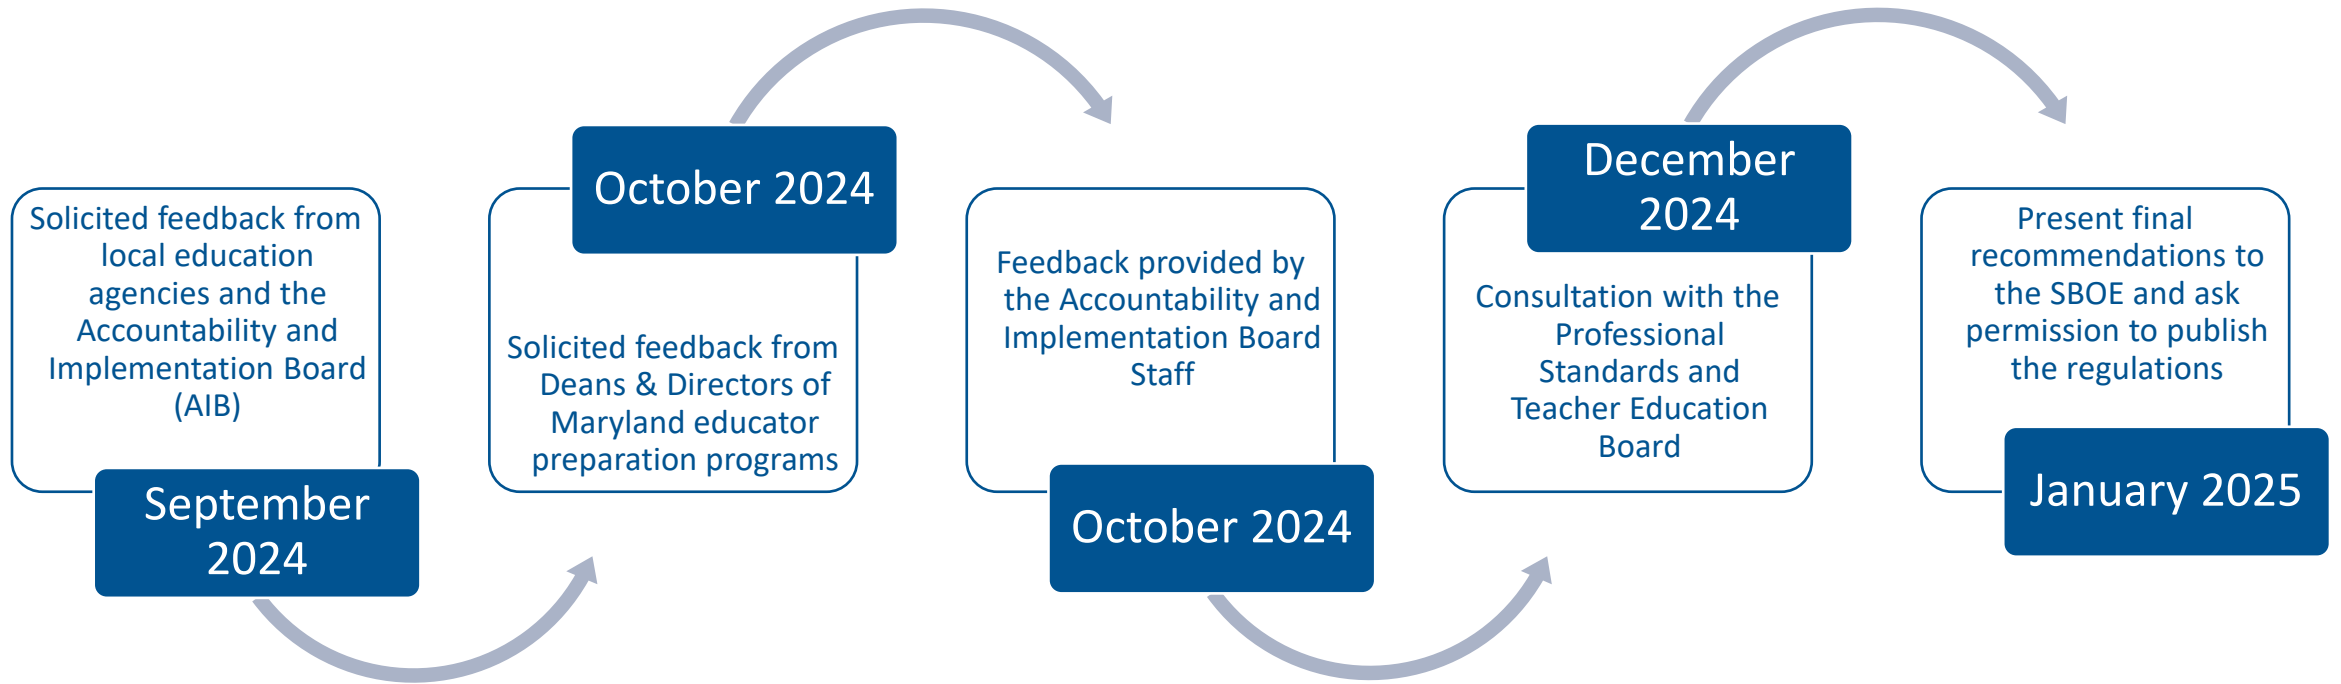 Solicited feedback from
local education
agencies and the
Accountability and
Implementation Board
(AIB)
September
2024
October 2024
Solicited feedback from
Deans & Directors of
Maryland educator
preparation programs
Feedback provided by
the Accountability and
Implementation Board
Staff
October 2024
December
2024
Consultation with the
Professional
Standards and
Teacher Education
Board
Present final
recommendations to
the SBOE and ask
permission to publish
the regulations
January 2025